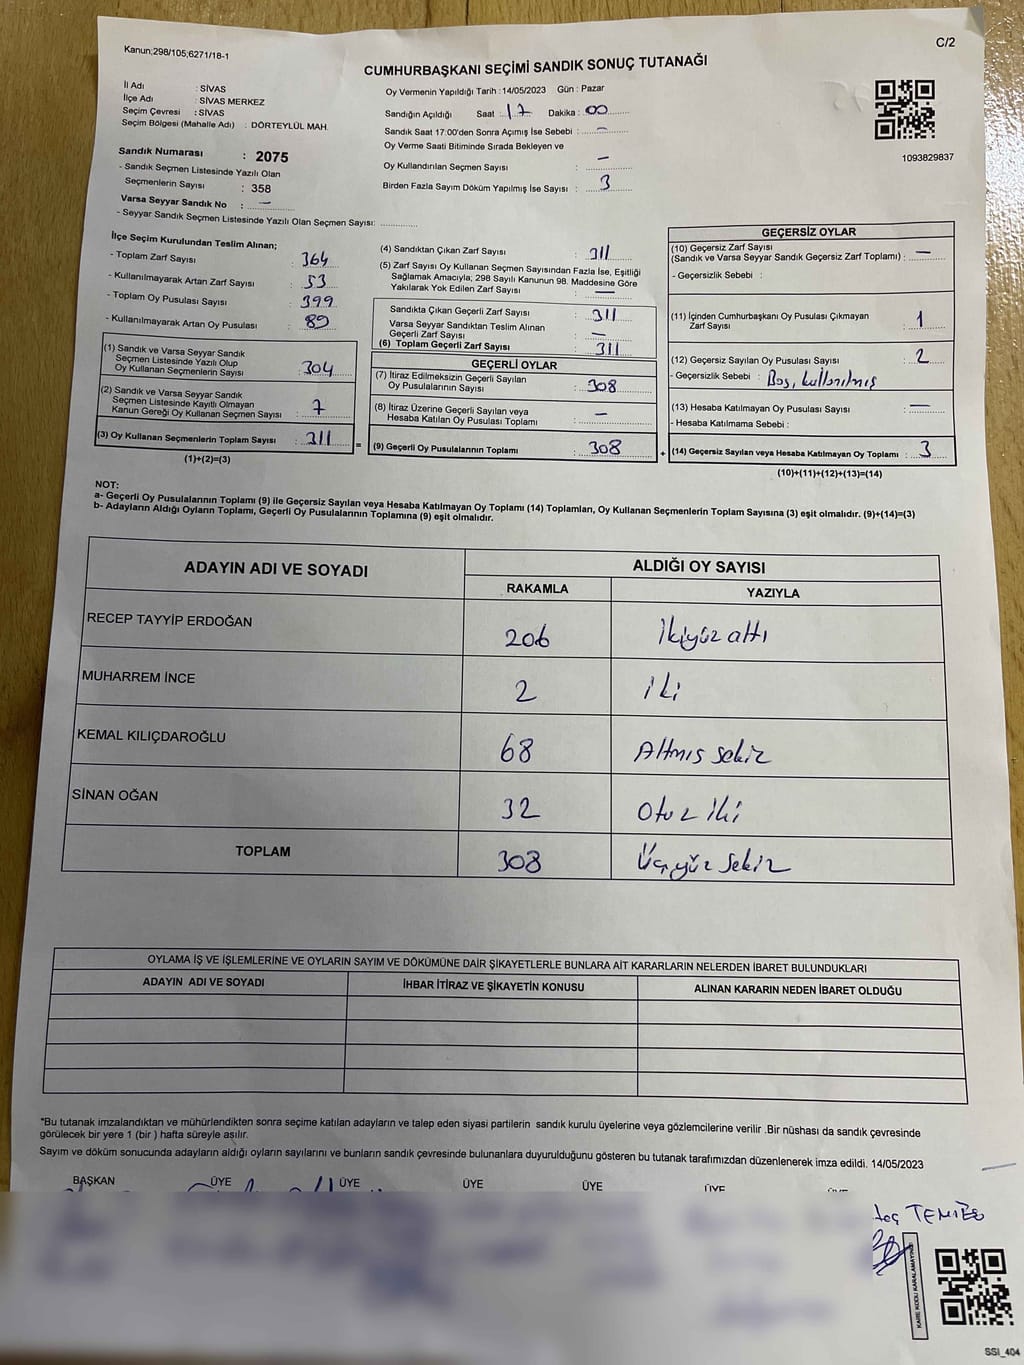 Kanun;298/105;6271/18-1
C/2
CUMHURBAŞKANI SEÇİMİ SANDIK SONUÇ TUTANAĞI
İl Adı : SİVAS
İlçe Adı : SİVAS MERKEZ
Seçim Çevresi : SİVAS
Seçim Bölgesi (Mahalle Adı) : DÖRTEYLÜL MAH.
Sandık Numarası : 2075
- Sandık Seçmen Listesinde Yazılı Olan
Seçmenlerin Sayısı : 358
Varsa Seyyar Sandık No : —
- Seyyar Sandık Seçmen Listesinde Yazılı Olan Seçmen Sayısı: ..............
Oy Vermenin Yapıldığı Tarih : 14/05/2023 Gün : Pazar
Sandığın Açıldığı Saat : 17 Dakika : 00
Sandık Saat 17:00'den Sonra Açımış İse Sebebi : —
Oy Verme Saati Bitiminde Sırada Bekleyen ve
Oy Kullandırılan Seçmen Sayısı : —
Birden Fazla Sayım Döküm Yapılmış İse Sayısı : 3
1093829837
İlçe Seçim Kurulundan Teslim Alınan;
- Toplam Zarf Sayısı : 364
- Kullanılmayarak Artan Zarf Sayısı : 53
- Toplam Oy Pusulası Sayısı : 399
- Kullanılmayarak Artan Oy Pusulası : 89
(1) Sandık ve Varsa Seyyar Sandık
Seçmen Listesinde Yazılı Olup
Oy Kullanan Seçmenlerin Sayısı : 304
(2) Sandık ve Varsa Seyyar Sandık
Seçmen Listesinde Kayıtlı Olmayan
Kanun Gereği Oy Kullanan Seçmen Sayısı : 7
(3) Oy Kullanan Seçmenlerin Toplam Sayısı : 311
(1)+(2)=(3)
(4) Sandıktan Çıkan Zarf Sayısı : 311
(5) Zarf Sayısı Oy Kullanan Seçmen Sayısından Fazla İse, Eşitliği
Sağlamak Amacıyla; 298 Sayılı Kanunun 98. Maddesine Göre
Yakılarak Yok Edilen Zarf Sayısı : —
Sandıkta Çıkan Geçerli Zarf Sayısı : 311
Varsa Seyyar Sandıktan Teslim Alınan
Geçerli Zarf Sayısı : —
(6) Toplam Geçerli Zarf Sayısı : 311
GEÇERLİ OYLAR
(7) İtiraz Edilmeksizin Geçerli Sayılan
Oy Pusulalarının Sayısı : 308
(8) İtiraz Üzerine Geçerli Sayılan veya
Hesaba Katılan Oy Pusulası Toplamı : —
= (9) Geçerli Oy Pusulalarının Toplamı : 308
GEÇERSİZ OYLAR
(10) Geçersiz Zarf Sayısı
(Sandık ve Varsa Seyyar Sandık Geçersiz Zarf Toplamı) : —
- Geçersizlik Sebebi :
(11) İçinden Cumhurbaşkanı Oy Pusulası Çıkmayan
Zarf Sayısı : 1
(12) Geçersiz Sayılan Oy Pusulası Sayısı : 2
- Geçersizlik Sebebi : Boş, kullanılmış
(13) Hesaba Katılmayan Oy Pusulası Sayısı : —
- Hesaba Katılmama Sebebi :
+ (14) Geçersiz Sayılan veya Hesaba Katılmayan Oy Toplamı : 3
(10)+(11)+(12)+(13)=(14)
NOT:
a- Geçerli Oy Pusulalarının Toplamı (9) ile Geçersiz Sayılan veya Hesaba Katılmayan Oy Toplamı (14) Toplamları, Oy Kullanan Seçmenlerin Toplam Sayısına (3) eşit olmalıdır. (9)+(14)=(3)
b- Adayların Aldığı Oyların Toplamı, Geçerli Oy Pusulalarının Toplamına (9) eşit olmalıdır.
ADAYIN ADI VE SOYADI ALDIĞI OY SAYISI
RAKAMLA YAZIYLA
RECEP TAYYİP ERDOĞAN 206 İkiyüz altı
MUHARREM İNCE 2 iki
KEMAL KILIÇDAROĞLU 68 Altmış sekiz
SİNAN OĞAN 32 Otuz iki
TOPLAM 308 Üçyüz sekiz
OYLAMA İŞ VE İŞLEMLERİNE VE OYLARIN SAYIM VE DÖKÜMÜNE DAİR ŞİKAYETLERLE BUNLARA AİT KARARLARIN NELERDEN İBARET BULUNDUKLARI
ADAYIN ADI VE SOYADI İHBAR İTİRAZ VE ŞİKAYETİN KONUSU ALINAN KARARIN NEDEN İBARET OLDUĞU
*Bu tutanak imzalandıktan ve mühürlendikten sonra seçime katılan adayların ve talep eden siyasi partilerin sandık kurulu üyelerine veya gözlemcilerine verilir .Bir nüshası da sandık çevresinde
görülecek bir yere 1 (bir ) hafta süreyle asılır.
Sayım ve döküm sonucunda adayların aldığı oyların sayılarını ve bunların sandık çevresinde bulunanlara duyurulduğunu gösteren bu tutanak tarafımızdan düzenlenerek imza edildi. 14/05/2023
BAŞKAN ÜYE ÜYE ÜYE ÜYE ÜYE
KARE KODU KARALAMAYINIZ
SSI_404